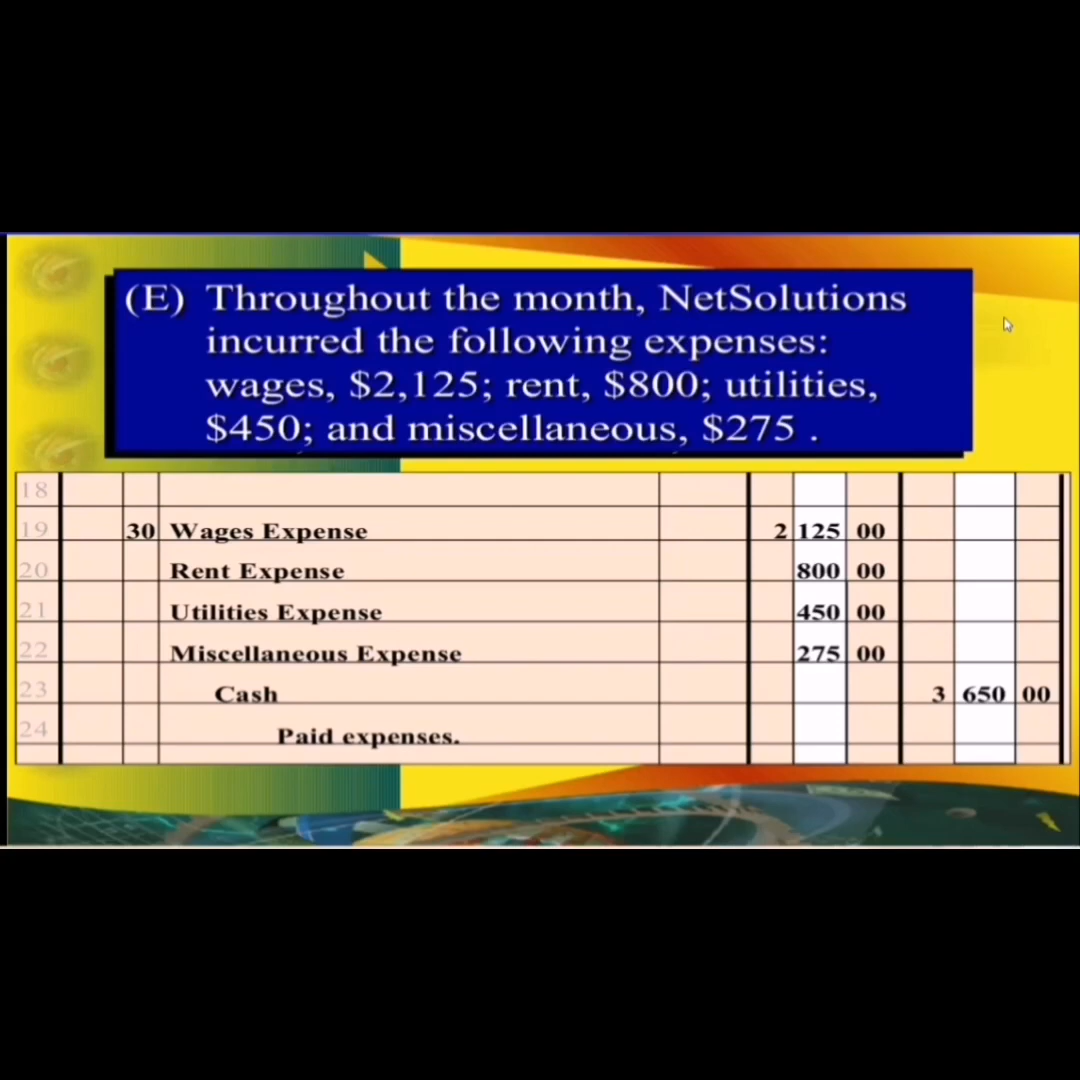 (E) Throughout the month, NetSolutions
incurred the following expenses:
wages, $2,125; rent, $800; utilities,
$450; and miscellaneous, $275 .
18
19 30 Wages Expense 2 125 00
20 Rent Expense 800 00
21 Utilities Expense 450 00
22 Miscellaneous Expense 275 00
23 Cash 3 650 00
24 Paid expenses.